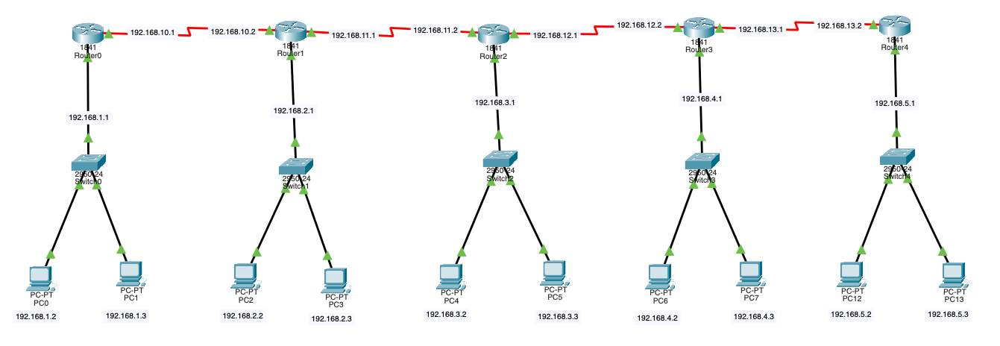 192.168.10.1
192.168.10.2
192.168.11.1
192.168.11.2
192.168.12.1
192.168.12.2
192.168.13.1
192.168.13.2
1841
Router0
1841
Router1
1841
Router2
1841
Router3
1841
Router4
192.168.1.1
192.168.2.1
192.168.3.1
192.168.4.1
192.168.5.1
2950-24
Switch0
2950-24
Switch1
2950-24
Switch2
2950-24
Switch3
2950-24
Switch4
PC-PT
PC0
PC-PT
PC1
PC-PT
PC2
PC-PT
PC3
PC-PT
PC4
PC-PT
PC5
PC-PT
PC6
PC-PT
PC7
PC-PT
PC12
PC-PT
PC13
192.168.1.2
192.168.1.3
192.168.2.2
192.168.2.3
192.168.3.2
192.168.3.3
192.168.4.2
192.168.4.3
192.168.5.2
192.168.5.3